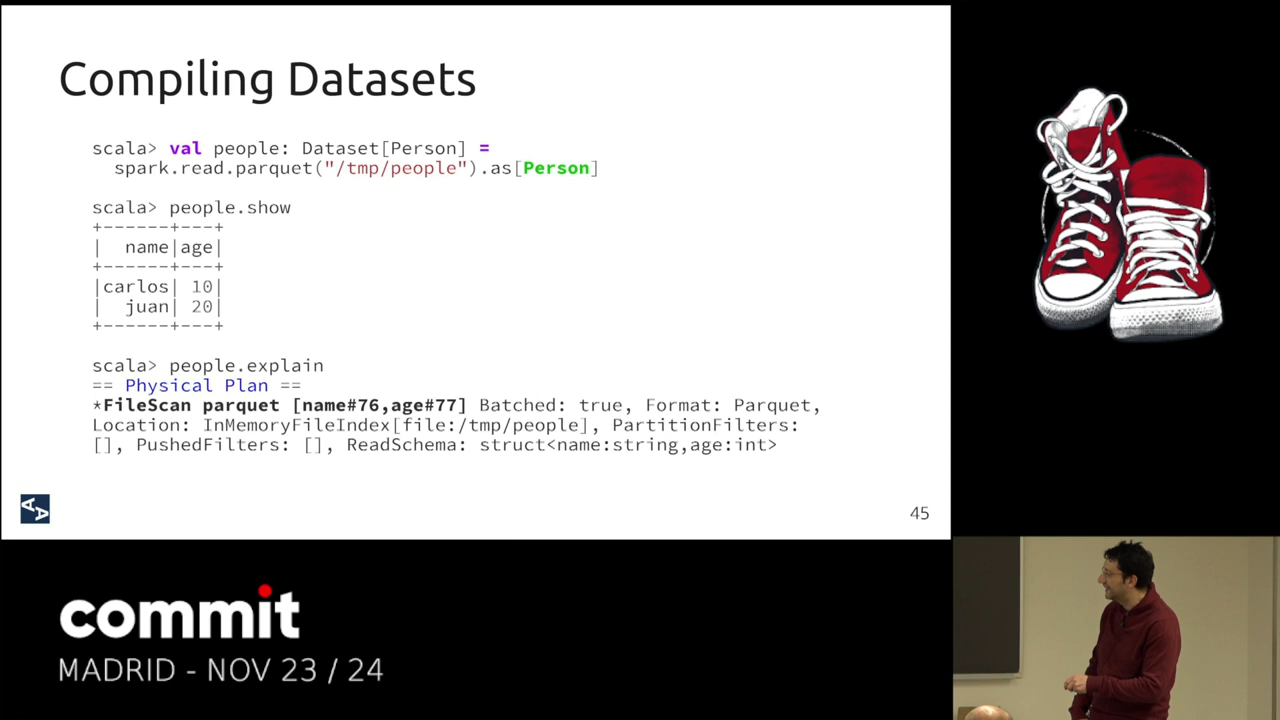 Compiling Datasets
scala> val people: Dataset[Person] =
spark.read.parquet("/tmp/people").as[Person]
scala> people.show
+------+---+
|  name|age|
+------+---+
|carlos| 10|
|  juan| 20|
+------+---+
scala> people.explain
== Physical Plan ==
*FileScan parquet [name#76,age#77] Batched: true, Format: Parquet,
Location: InMemoryFileIndex[file:/tmp/people], PartitionFilters:
[], PushedFilters: [], ReadSchema: struct<name:string,age:int>
AA
45
commit
MADRID - NOV 23 / 24